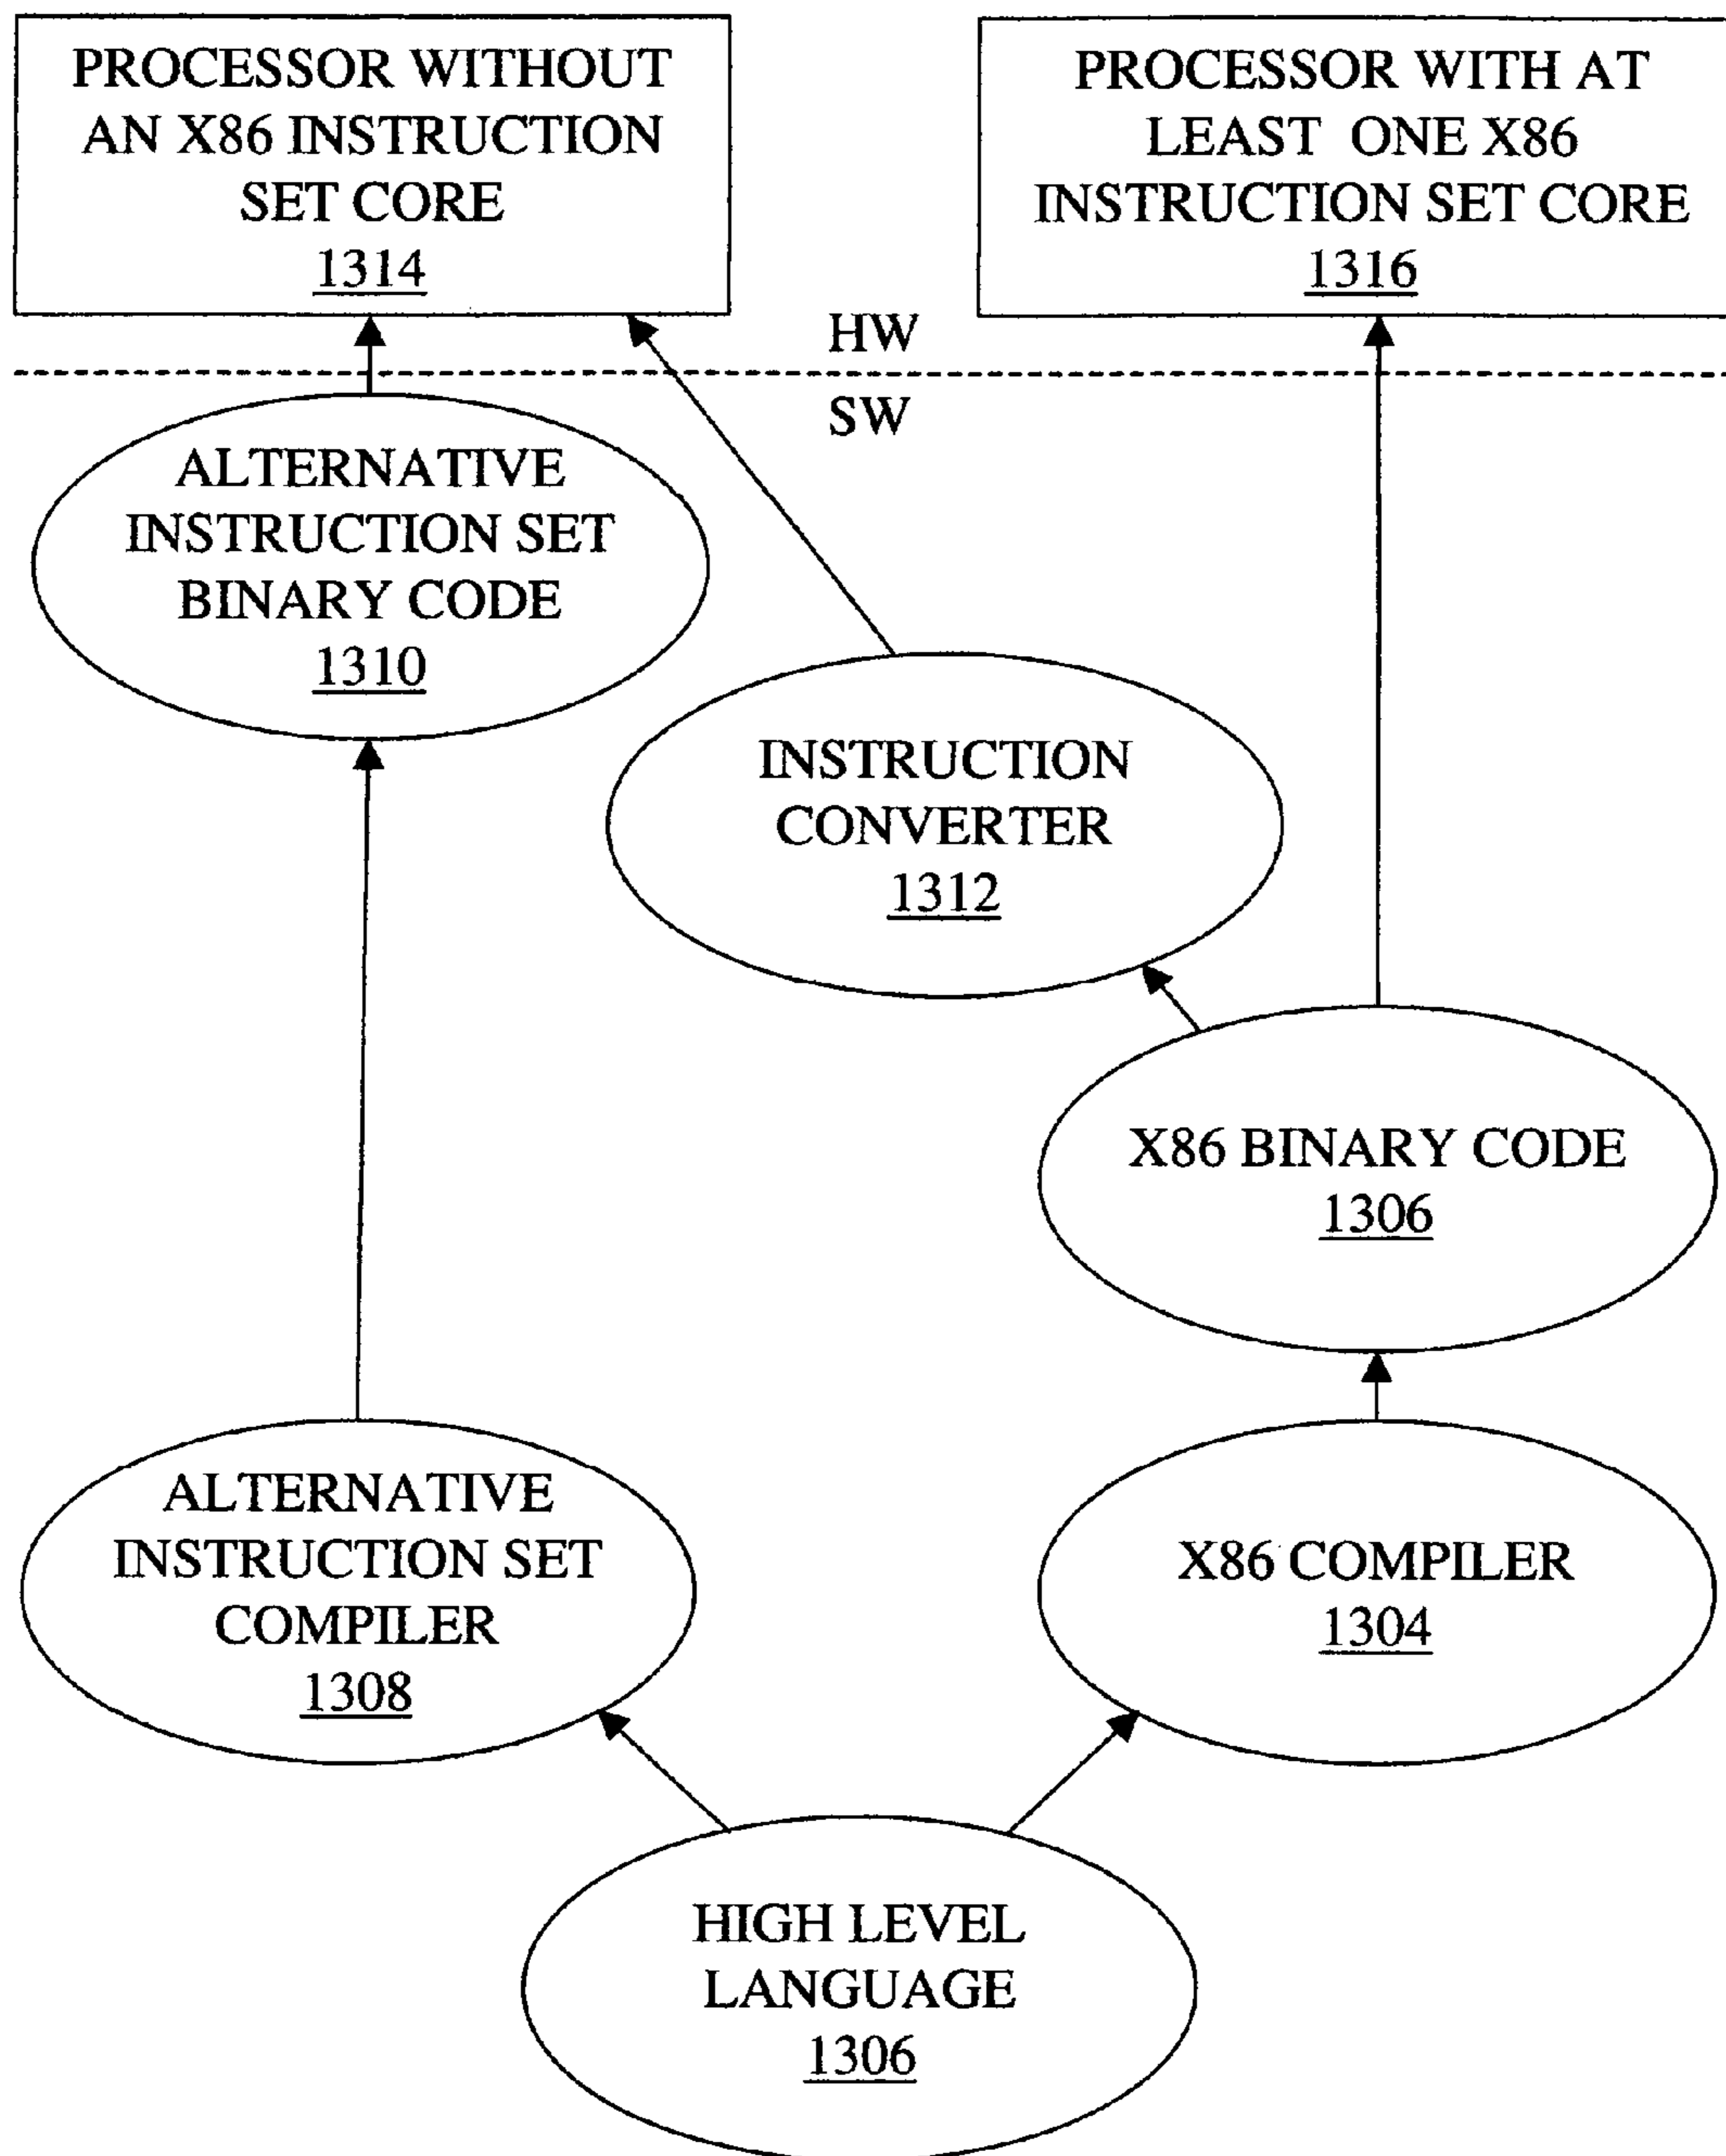 PROCESSOR WITHOUT
AN X86 INSTRUCTION
SET CORE
1314
PROCESSOR WITH AT
LEAST ONE X86
INSTRUCTION SET CORE
1316
HW
SW
ALTERNATIVE
INSTRUCTION SET
BINARY CODE
1310
INSTRUCTION
CONVERTER
1312
X86 BINARY CODE
1306
ALTERNATIVE
INSTRUCTION SET
COMPILER
1308
X86 COMPILER
1304
HIGH LEVEL
LANGUAGE
1306